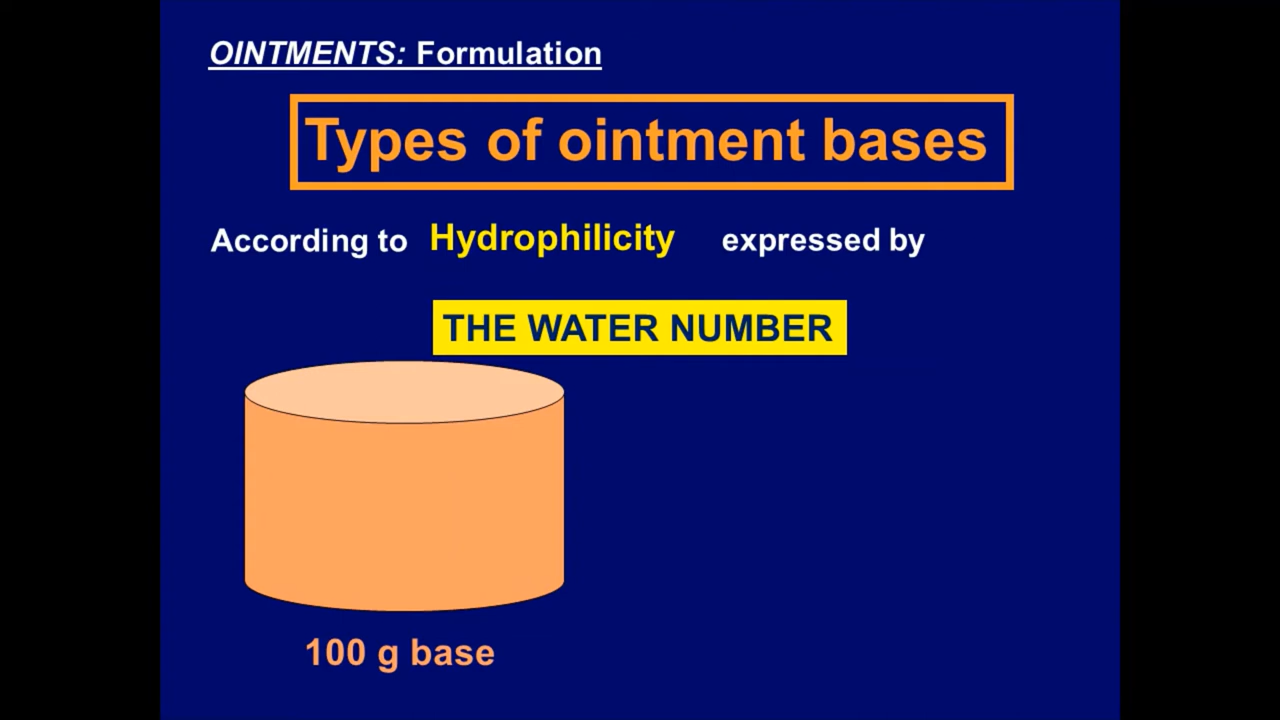 OINTMENTS: Formulation
Types of ointment bases
According to Hydrophilicity expressed by
THE WATER NUMBER
100 g base